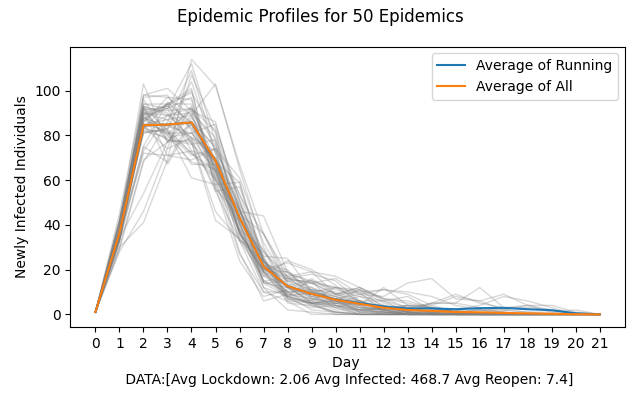 Epidemic Profiles for 50 Epidemics
Average of Running
Average of All
Newly Infected Individuals
100
80
60
40
20
0
0 1 2 3 4 5 6 7 8 9 10 11 12 13 14 15 16 17 18 19 20 21
Day
DATA:[Avg Lockdown: 2.06 Avg Infected: 468.7 Avg Reopen: 7.4]